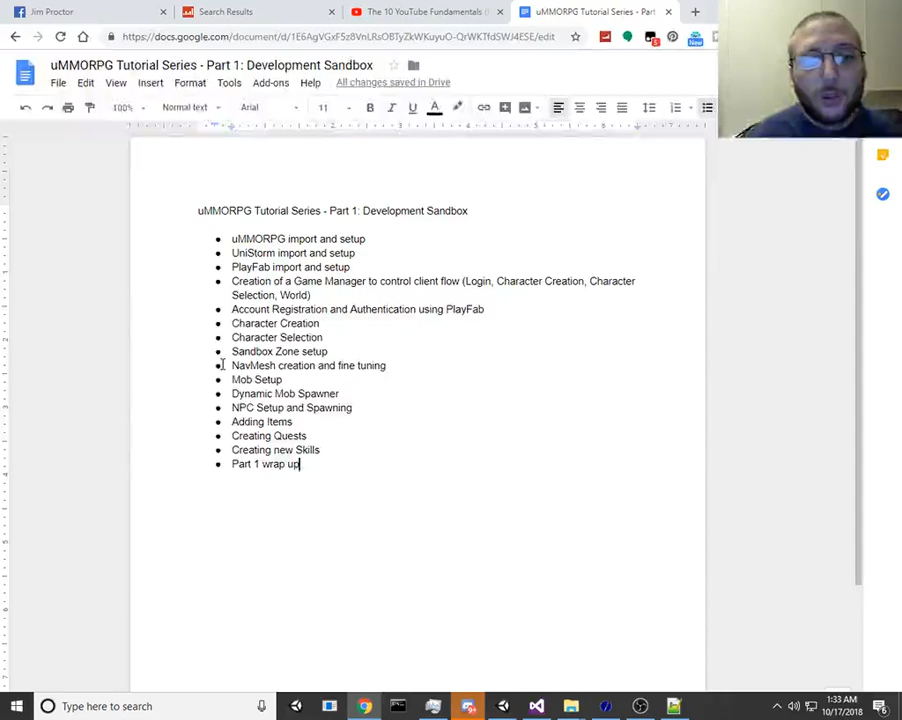 Jim Proctor
Search Results
The 10 YouTube Fundamentals (
uMMORPG Tutorial Series - Part
https://docs.google.com/document/d/1E6AgVGxF5z8VnLRsOBTyZkWKuyuO-QrWKTfdSWJ4ESE/edit
New
uMMORPG Tutorial Series - Part 1: Development Sandbox
File Edit View Insert Format Tools Add-ons Help All changes saved in Drive
100% Normal text Arial 11 B I U A
uMMORPG Tutorial Series - Part 1: Development Sandbox
uMMORPG import and setup
UniStorm import and setup
PlayFab import and setup
Creation of a Game Manager to control client flow (Login, Character Creation, Character
Selection, World)
Account Registration and Authentication using PlayFab
Character Creation
Character Selection
Sandbox Zone setup
NavMesh creation and fine tuning
Mob Setup
Dynamic Mob Spawner
NPC Setup and Spawning
Adding Items
Creating Quests
Creating new Skills
Part 1 wrap up
Type here to search
1:33 AM
10/17/2018